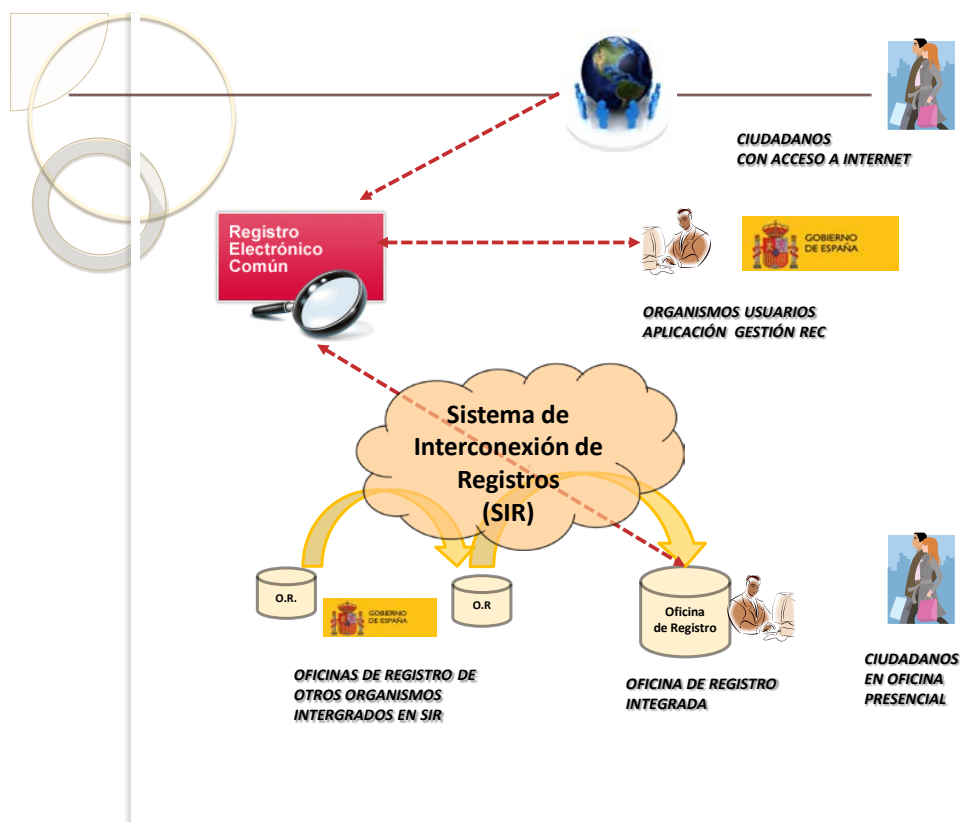 CIUDADANOS
CON ACCESO A INTERNET
Registro
Electrónico
Común
GOBIERNO
DE ESPAÑA
ORGANISMOS USUARIOS
APLICACIÓN GESTIÓN REC
Sistema de
Interconexión de
Registros
(SIR)
O.R.
GOBIERNO
DE ESPAÑA
O.R
Oficina
de Registro
OFICINAS DE REGISTRO DE
OTROS ORGANISMOS
INTERGRADOS EN SIR
OFICINA DE REGISTRO
INTEGRADA
CIUDADANOS
EN OFICINA
PRESENCIAL